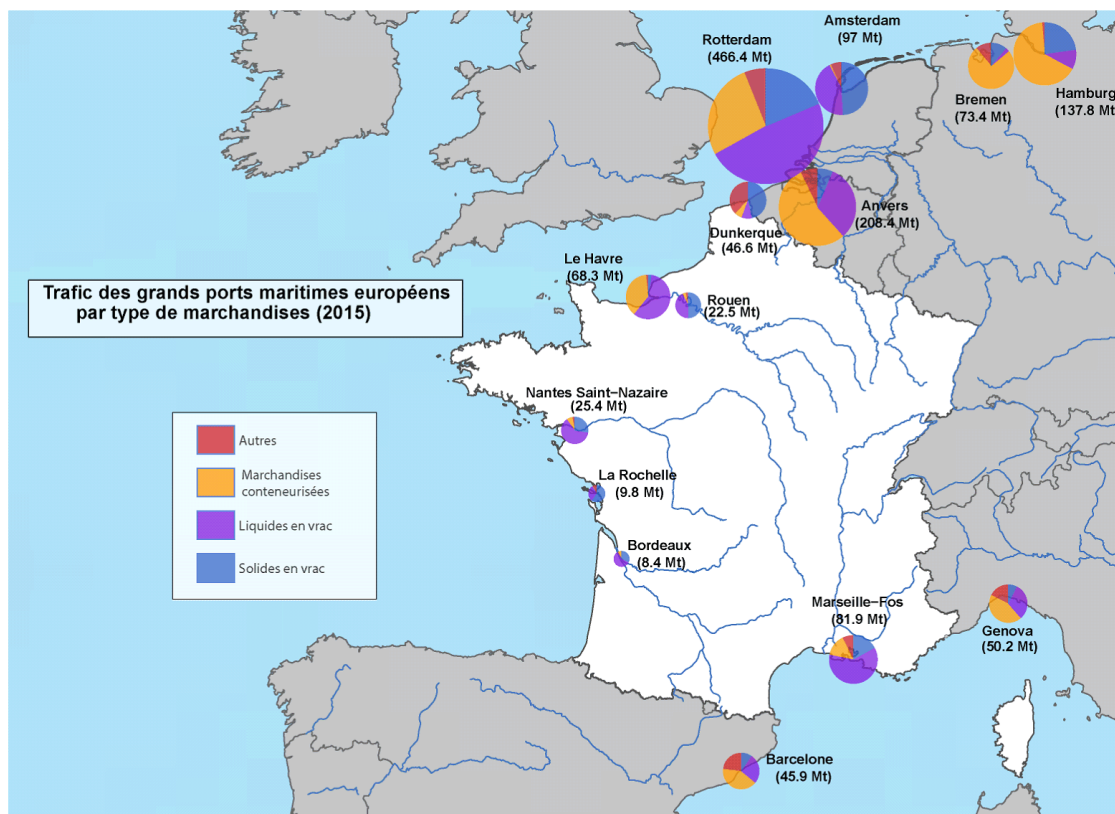 Amsterdam
(97 Mt)
Rotterdam
(466.4 Mt)
Bremen
(73.4 Mt)
Hamburg
(137.8 Mt)
Anvers
(208.4 Mt)
Dunkerque
(46.6 Mt)
Le Havre
(68.3 Mt)
Rouen
(22.5 Mt)
Trafic des grands ports maritimes européens
par type de marchandises (2015)
Nantes Saint-Nazaire
(25.4 Mt)
Autres
Marchandises
conteneurisées
Liquides en vrac
Solides en vrac
La Rochelle
(9.8 Mt)
Bordeaux
(8.4 Mt)
Marseille-Fos
(81.9 Mt)
Genova
(50.2 Mt)
Barcelone
(45.9 Mt)